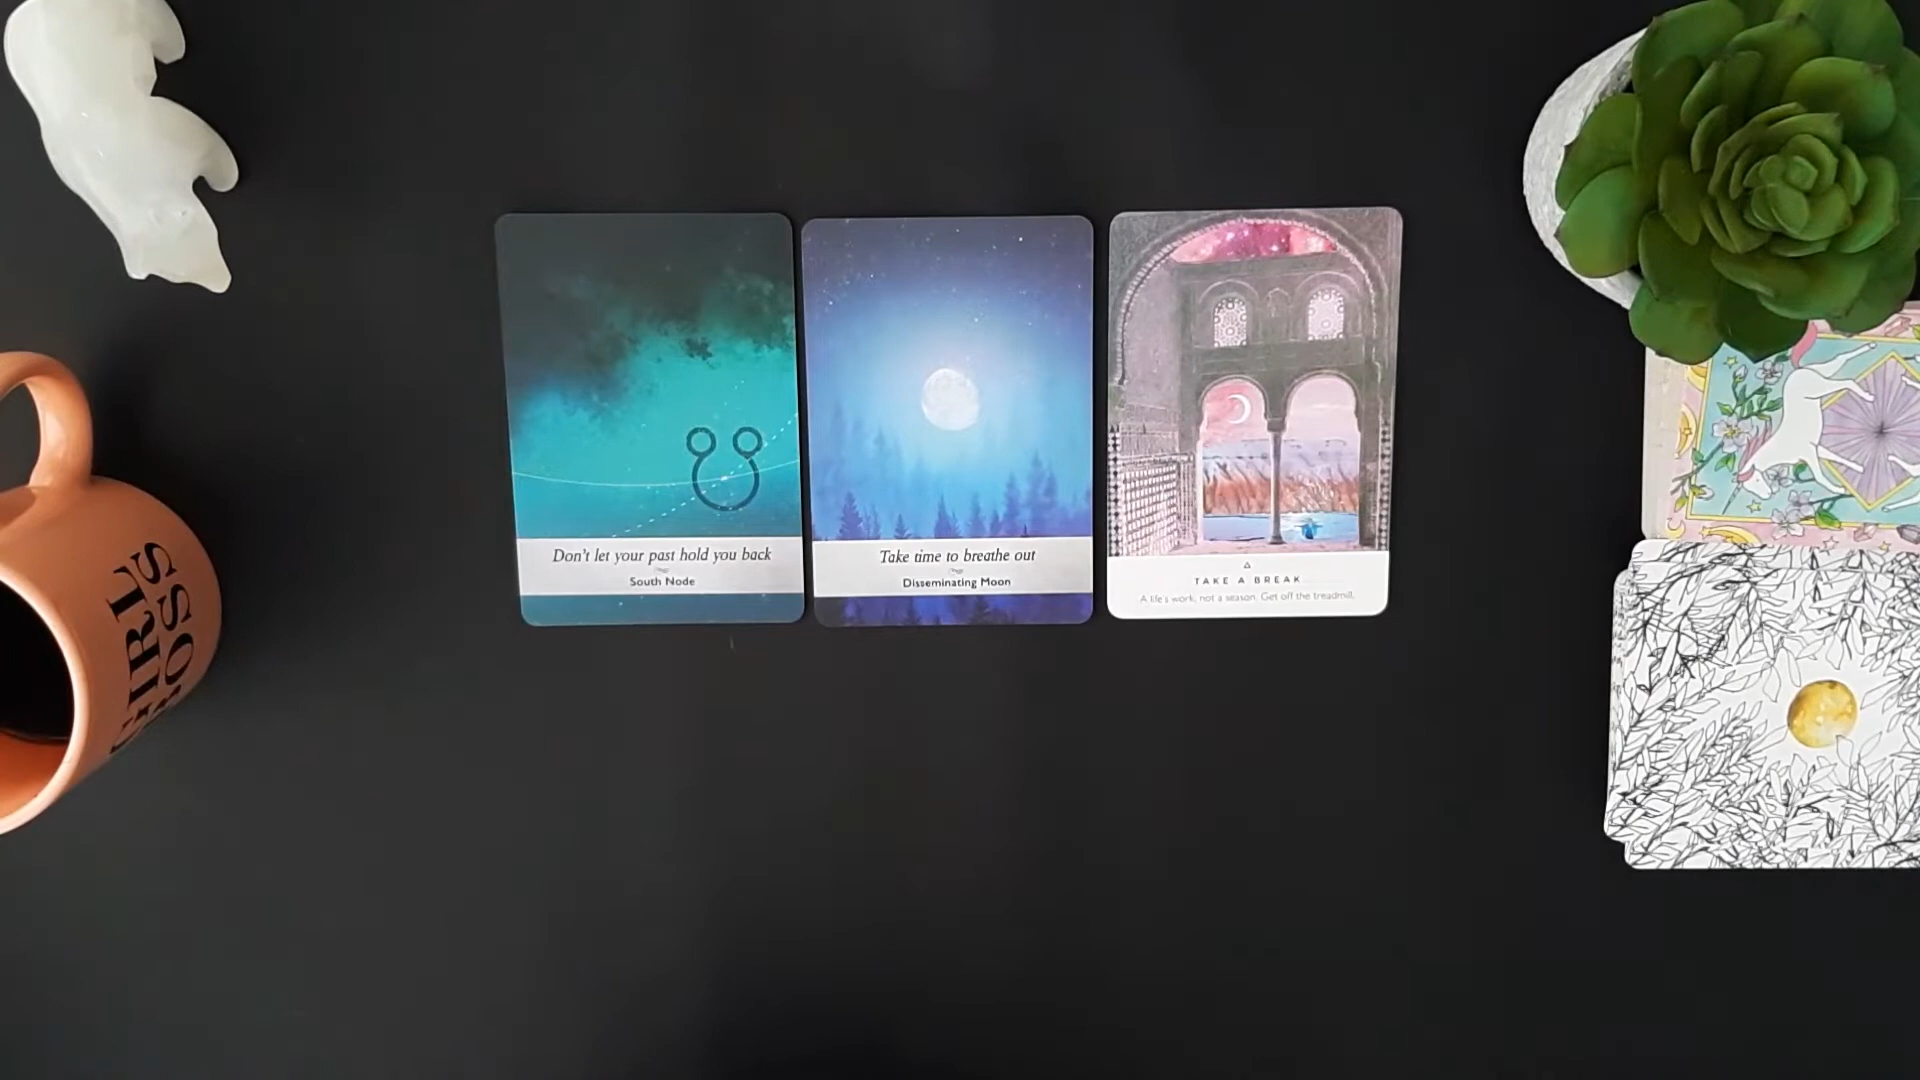 Don't let your past hold you back
South Node
Take time to breathe out
Disseminating Moon
TAKE A BREAK
A life's work, not a season. Get off the treadmill.
GIRL
BOSS